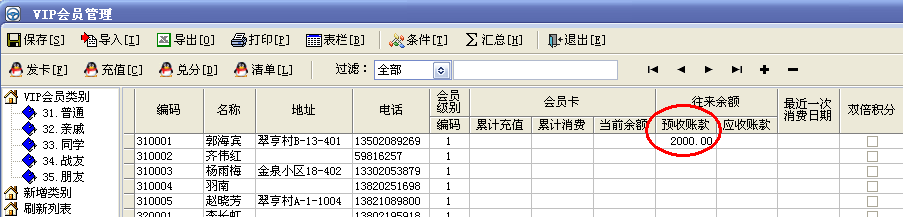 VIP会员管理
保存[S] 导入[I] 导出[O] 打印[P] 表栏[B] 条件[T] 汇总[H] 退出[E]
发卡[F] 充值[C] 兑分[D] 清单[L] 过滤： 全部
VIP会员类别
31. 普通
32. 亲戚
33. 同学
34. 战友
35. 朋友
新增类别
刷新列表
编码 名称 地址 电话 会员级别 会员卡 往来余额 最近一次消费日期 双倍积分
编码 累计充值 累计消费 当前余额 预收账款 应收账款
310001 郭海宾 翠亨村B-13-401 13502089269 1 2000.00
310002 齐伟红 59816257 1
310003 杨雨梅 金泉小区18-402 13302053879 1
310004 羽南 13820251698 1
310005 赵晓芳 翠亨村A-1-1004 13821089800 1
320001 李长虹 13802195918 1